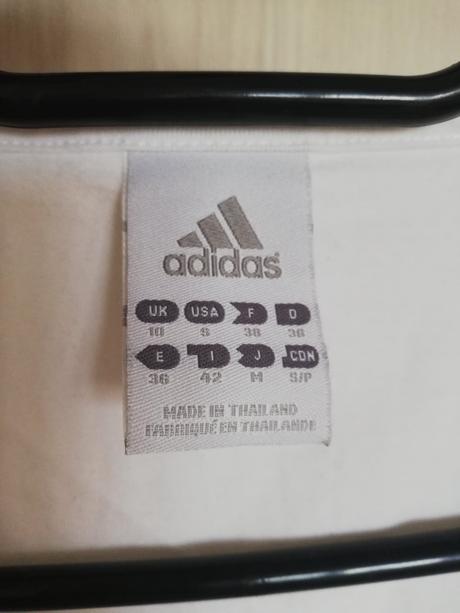 adidas
UK USA F D
10 S 38 36
E I J CDN
36 42 M S/P
MADE IN THAILAND
FABRIQUÉ EN THAILANDE